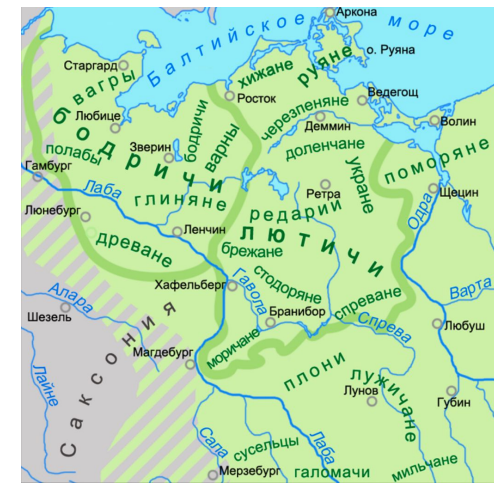 Аркона
Балтийское море
руяне
о. Руяна
Старгард
хижане
вагры
Росток
Ведегощ
Любице
бодричи
черезпеняне
Волин
бодричи
варны
Деммин
Зверин
доленчане
полабы
поморяне
Гамбург
укране
Щецин
Лаба
глиняне
Ретра
Люнебург
редарии
Одра
Ленчин
ЛЮТИЧИ
древане
брежане
Хафельберг
Гавола
стодоряне
Варта
Апара
спреване
Шезель
Саксония
Бранибор
Спрева
Любуш
моричане
Магдебург
плони
лужичане
Лайне
Лунов
Губин
Сала
Лаба
сусельцы
Мерзебург
галомачи
мильчане